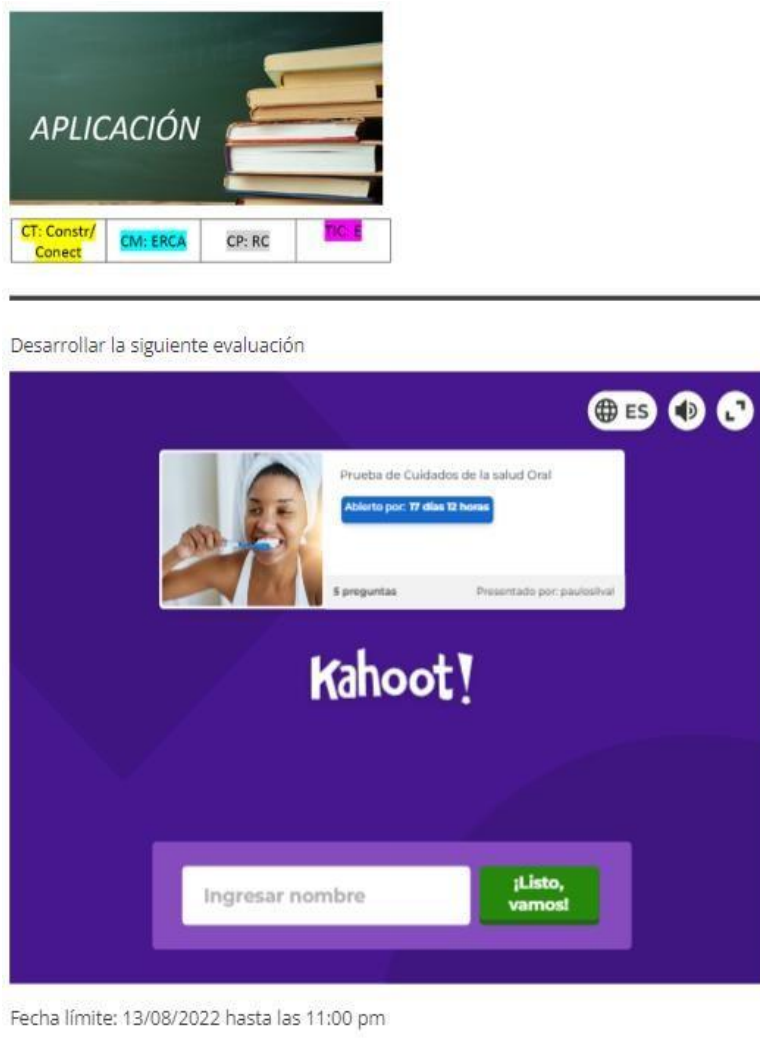 APLICACIÓN
CT: Constr/
Conect
CM: ERCA
CP: RC
TIC: E
Desarrollar la siguiente evaluación
ES
Prueba de Cuidados de la salud Oral
Abierto por: 17 días 12 horas
5 preguntas
Presentado por: paulosilval
Kahoot!
Ingresar nombre
¡Listo,
vamos!
Fecha límite: 13/08/2022 hasta las 11:00 pm